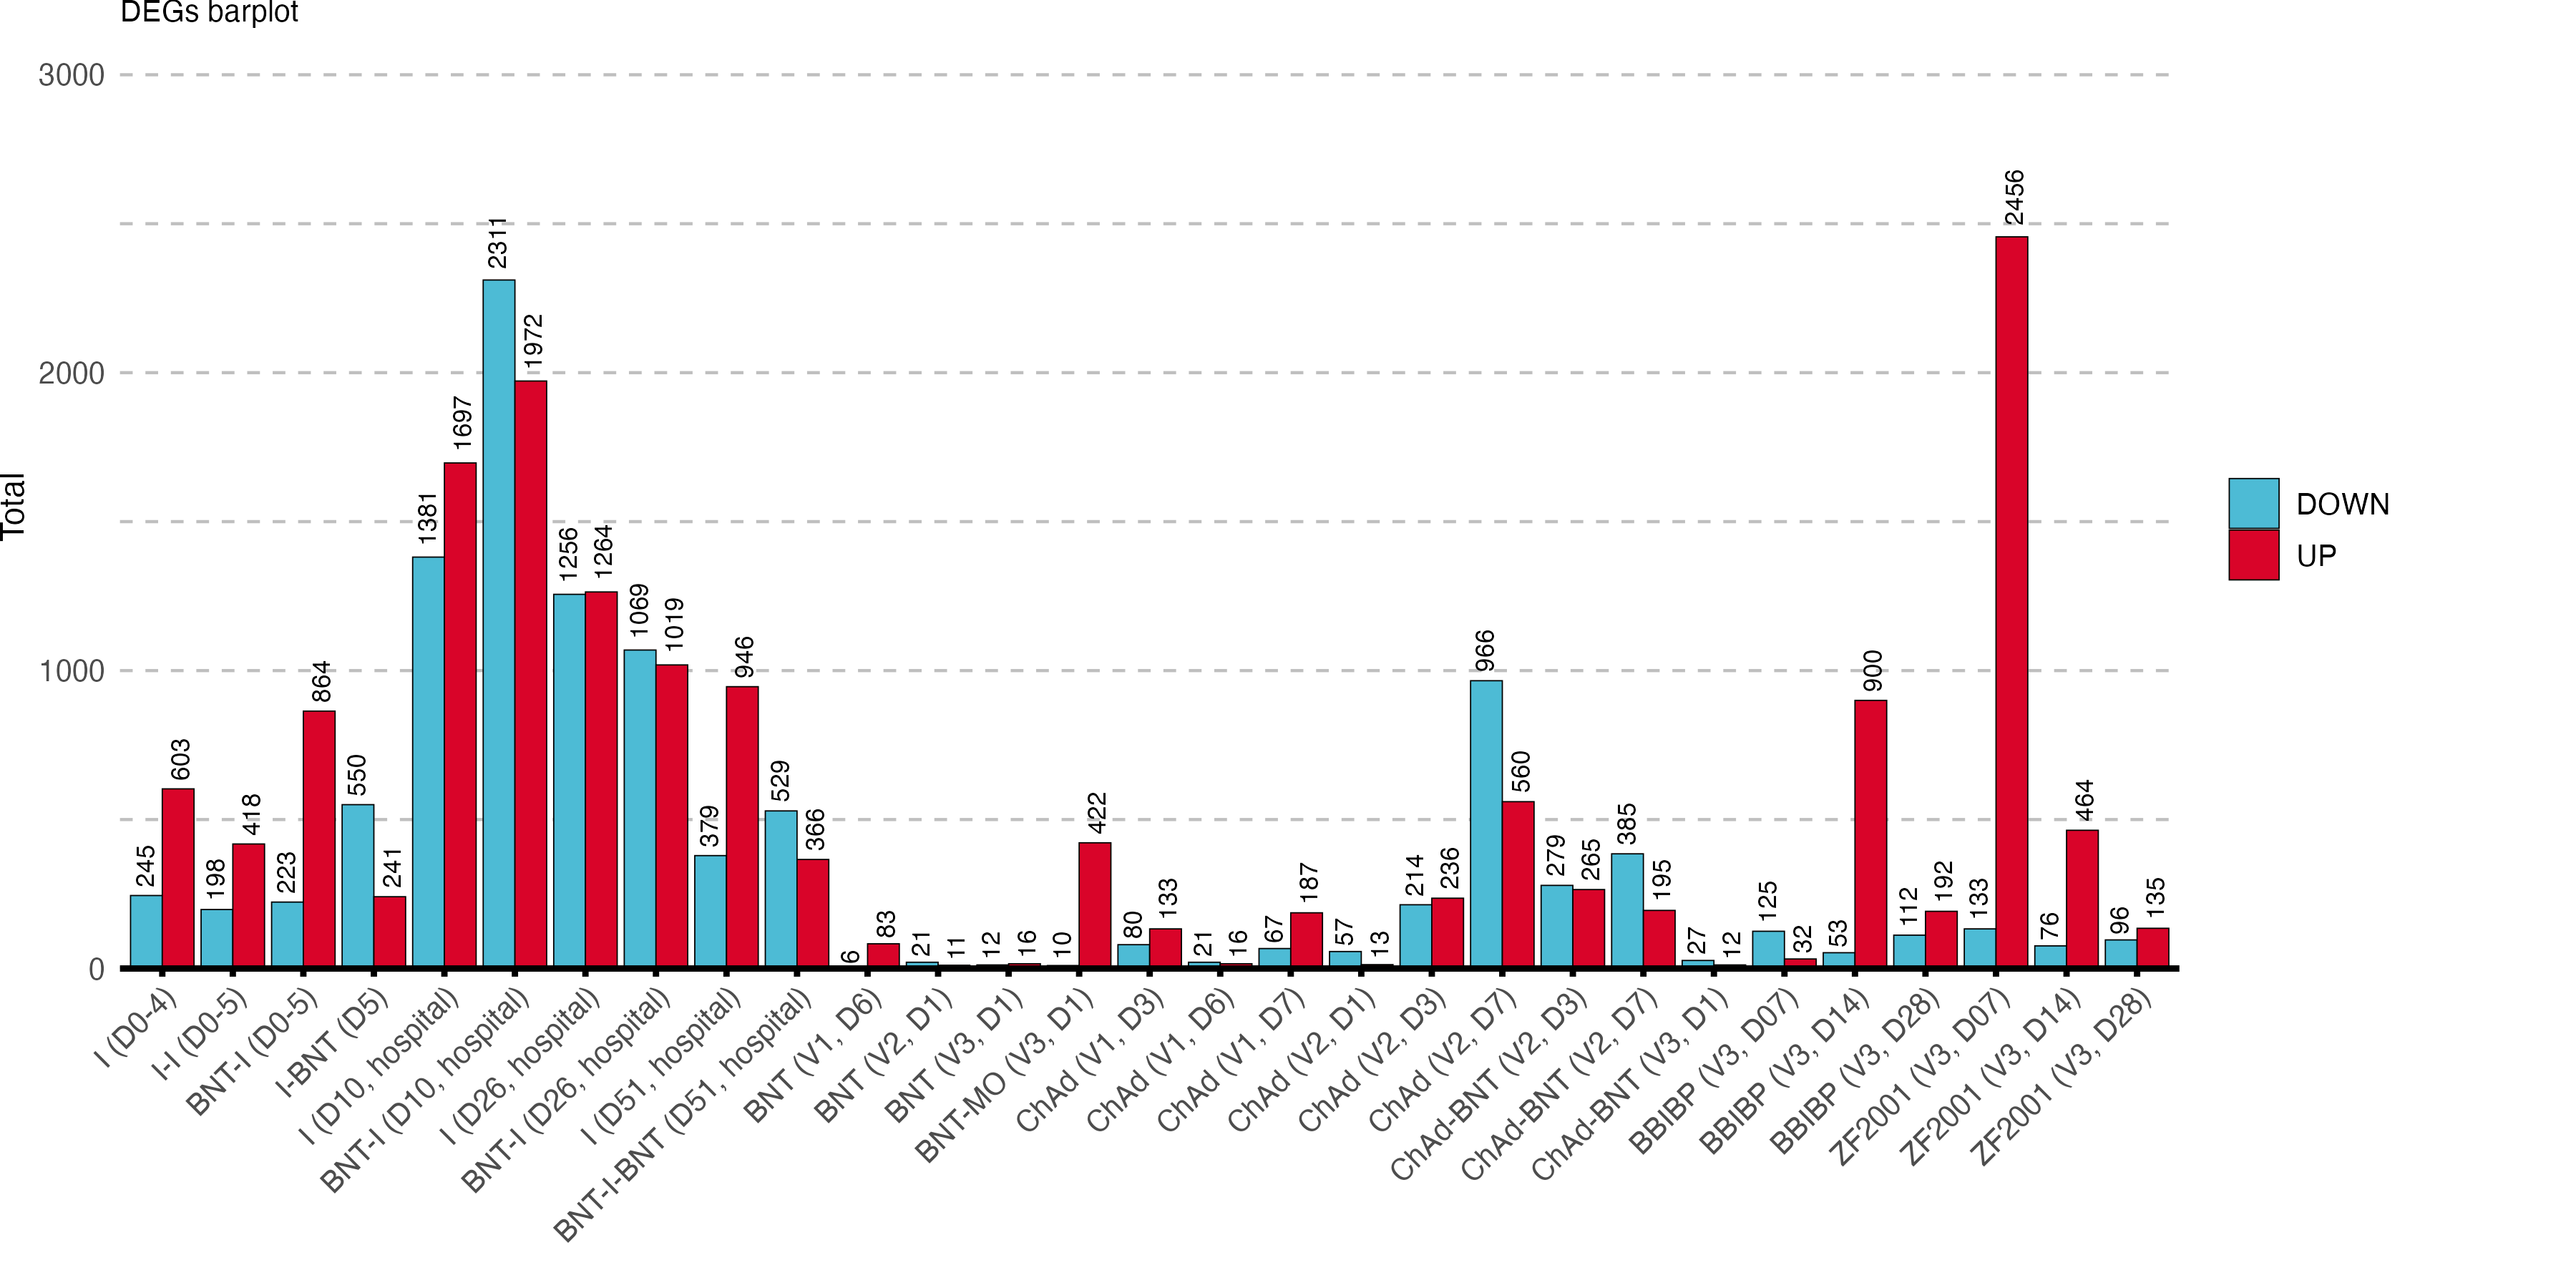 DEGs barplot
Total
3000
2000
1000
0
245
603
198
418
223
864
550
241
1381
1697
2311
1972
1256
1264
1069
1019
379
946
529
366
6
83
21
11
12
16
10
422
80
133
21
16
67
187
57
13
214
236
966
560
279
265
385
195
27
12
125
32
53
900
112
192
133
2456
76
464
96
135
I (D0-4)
I-I (D0-5)
BNT-I (D0-5)
I-BNT (D5)
I (D10, hospital)
BNT-I (D10, hospital)
I (D26, hospital)
BNT-I (D26, hospital)
I (D51, hospital)
BNT-I-BNT (D51, hospital)
BNT (V1, D6)
BNT (V2, D1)
BNT (V3, D1)
BNT-MO (V3, D1)
ChAd (V1, D3)
ChAd (V1, D6)
ChAd (V1, D7)
ChAd (V2, D1)
ChAd (V2, D3)
ChAd (V2, D7)
ChAd-BNT (V2, D3)
ChAd-BNT (V2, D7)
ChAd-BNT (V3, D1)
BBIBP (V3, D07)
BBIBP (V3, D14)
BBIBP (V3, D28)
ZF2001 (V3, D07)
ZF2001 (V3, D14)
ZF2001 (V3, D28)
DOWN
UP